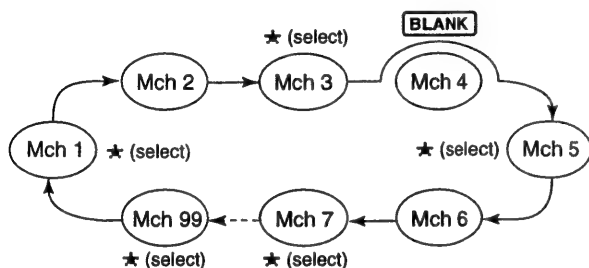 BLANK
★ (select)
Mch 2
Mch 3
Mch 4
Mch 1
★ (select)
★ (select)
Mch 5
Mch 99
Mch 7
Mch 6
★ (select)
★ (select)